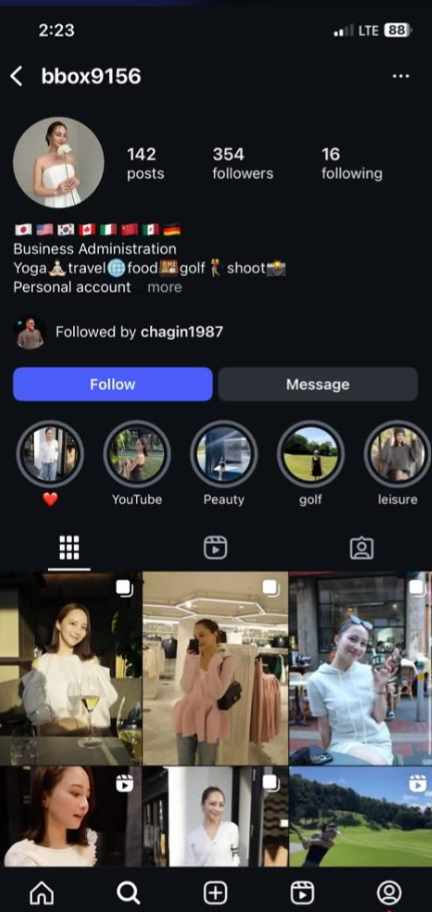 2:23
LTE 88
bbox9156
142 354 16
posts followers following
🇯🇵🇺🇸🇰🇷🇨🇦🇮🇹🇨🇳🇲🇽🇩🇪
Business Administration
Yoga🧘🏻‍♀️travel🌐food🍱golf🏌️shoot📸
Personal account more
Followed by chagin1987
Follow Message
❤️ YouTube Peauty golf leisure